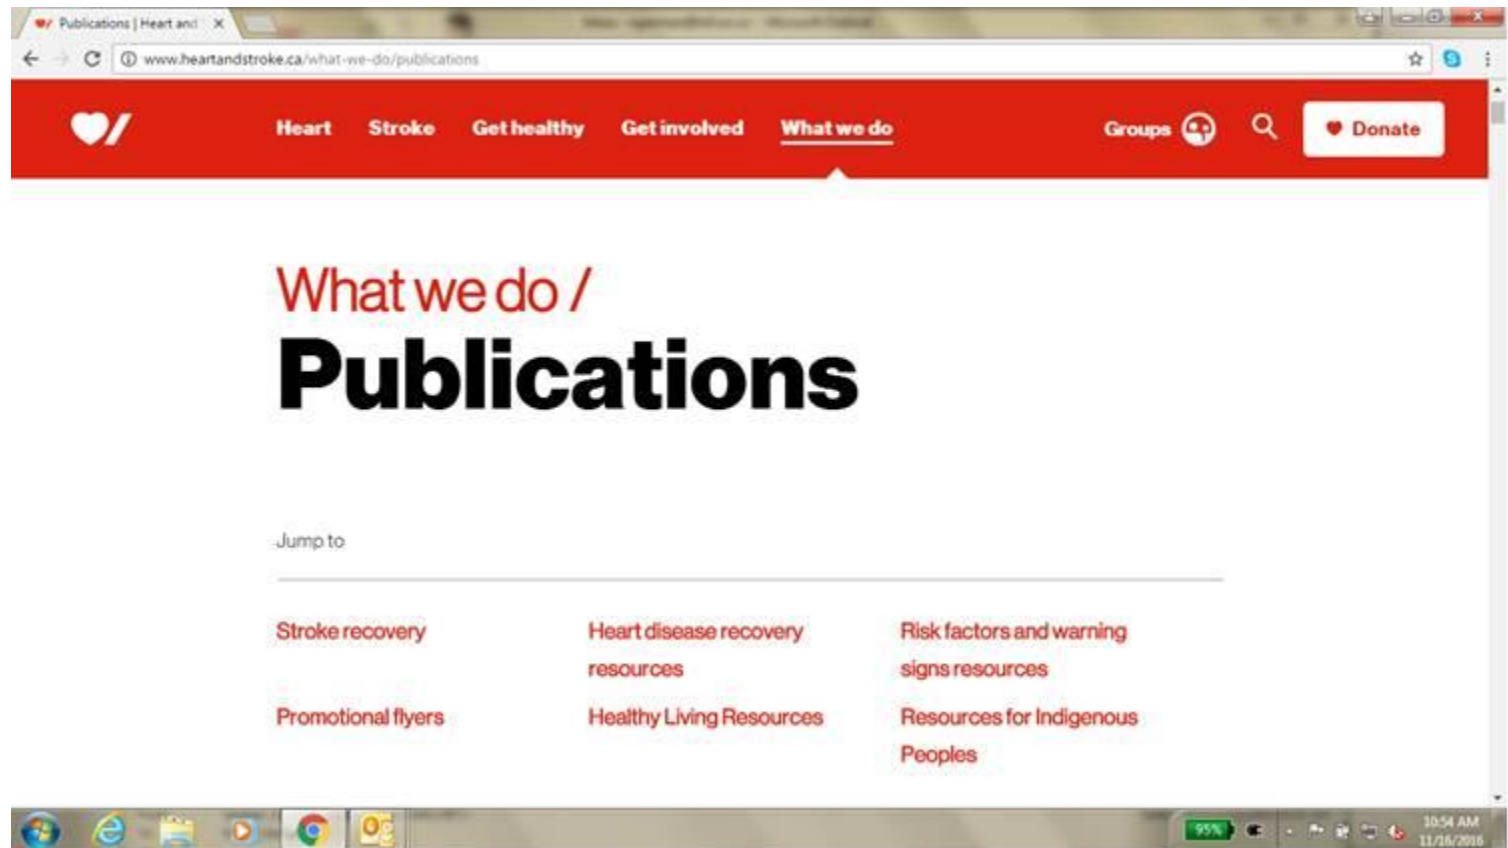 Publications | Heart and
www.heartandstroke.ca/what-we-do/publications
Heart Stroke Get healthy Get involved What we do Groups Donate
What we do /
Publications
Jump to
Stroke recovery Heart disease recovery Risk factors and warning
resources signs resources
Promotional flyers Healthy Living Resources Resources for Indigenous
Peoples
95%
10:54 AM
11/16/2016